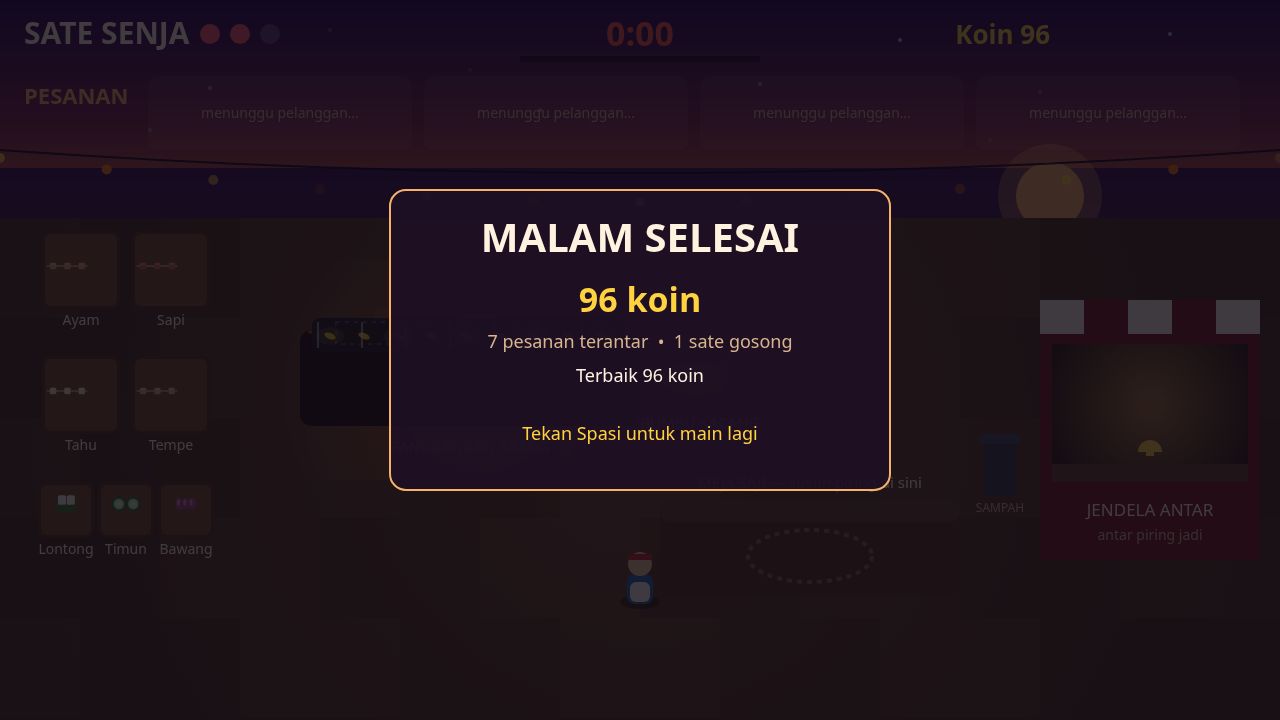 SATE SENJA
0:00
Koin 96
PESANAN
menunggu pelanggan...
menunggu pelanggan...
menunggu pelanggan...
menunggu pelanggan...
MALAM SELESAI
96 koin
7 pesanan terantar • 1 sate gosong
Terbaik 96 koin
Tekan Spasi untuk main lagi
Ayam
Sapi
Tahu
Tempe
Lontong
Timun
Bawang
sini
SAMPAH
JENDELA ANTAR
antar piring jadi